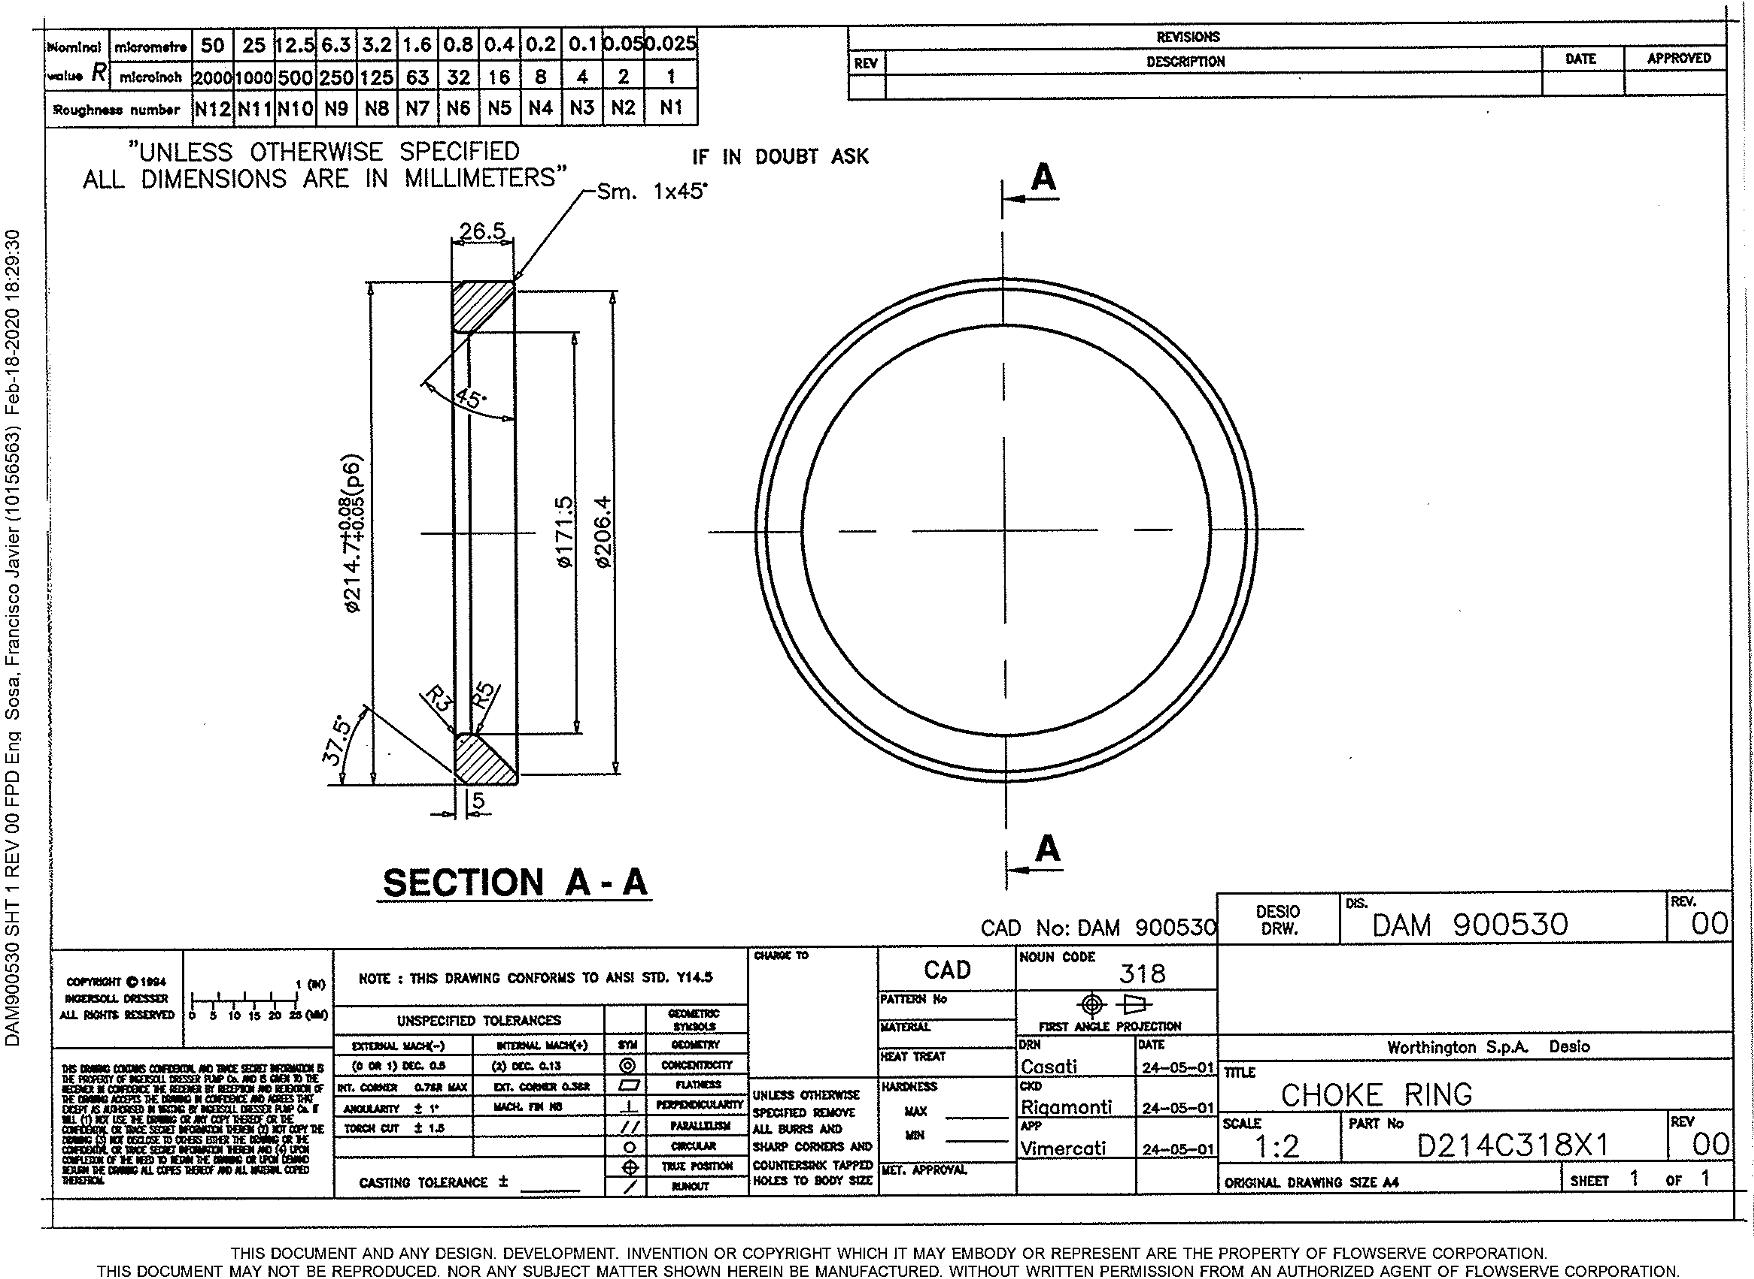 Nominal value R micrometre 50 25 12.5 6.3 3.2 1.6 0.8 0.4 0.2 0.1 0.05 0.025
microinch 2000 1000 500 250 125 63 32 16 8 4 2 1
Roughness number N12 N11 N10 N9 N8 N7 N6 N5 N4 N3 N2 N1
REVISIONS
REV DESCRIPTION DATE APPROVED
"UNLESS OTHERWISE SPECIFIED
ALL DIMENSIONS ARE IN MILLIMETERS"
IF IN DOUBT ASK
Sm. 1x45°
26.5
45°
ø214.7+0.08+0.05(p6)
ø171.5
ø206.4
R3
R5
37.5°
5
A
A
SECTION A - A
DAM900530 SHT 1 REV 00 FPD Eng Sosa, Francisco Javier (10156563) Feb-18-2020 18:29:30
CAD No: DAM 900530
DESIO
DRW.
DIS.
DAM 900530
REV.
00
COPYRIGHT © 1994
INGERSOLL DRESSER
ALL RIGHTS RESERVED
1 (IN)
0 5 10 15 20 25 (MM)
NOTE : THIS DRAWING CONFORMS TO ANSI STD. Y14.5
UNSPECIFIED TOLERANCES
EXTERNAL MACH(-) INTERNAL MACH(+)
(0 OR 1) DEC. 0.5 (2) DEC. 0.13
INT. CORNER 0.76R MAX EXT. CORNER 0.38R
ANGULARITY ± 1° MACH. FIN N8
TORCH CUT ± 1.5
CASTING TOLERANCE ±
GEOMETRIC
SYMBOLS
SYM GEOMETRY
CONCENTRICITY
FLATNESS
PERPENDICULARITY
PARALLELISM
CIRCULAR
TRUE POSITION
RUNOUT
THIS DRAWING CONTAINS CONFIDENTIAL AND TRADE SECRET INFORMATION IS
THE PROPERTY OF INGERSOLL DRESSER PUMP Co. AND IS GIVEN TO THE
RECEIVER IN CONFIDENCE. THE RECEIVER BY RECEPTION AND RETENTION OF
THE DRAWING ACCEPTS THE DRAWING IN CONFIDENCE AND AGREES THAT
EXCEPT AS AUTHORISED IN WRITING BY INGERSOLL DRESSER PUMP Co. IT
WILL (1) NOT USE THE DRAWING OR ANY COPY THEREOF OR THE
CONFIDENTIAL OR TRADE SECRET INFORMATION THEREIN (2) NOT COPY THE
DRAWING (3) NOT DISCLOSE TO OTHERS EITHER THE DRAWING OR THE
CONFIDENTIAL OR TRADE SECRET INFORMATION THEREIN AND (4) UPON
COMPLETION OF THE NEED TO RETAIN THE DRAWING OR UPON DEMAND
RETURN THE DRAWING ALL COPIES THEREOF AND ALL MATERIAL COPIED
THEREFROM.
CHARGE TO
UNLESS OTHERWISE
SPECIFIED REMOVE
ALL BURRS AND
SHARP CORNERS AND
COUNTERSINK TAPPED
HOLES TO BODY SIZE
CAD
PATTERN No
MATERIAL
HEAT TREAT
HARDNESS
MAX
MIN
MET. APPROVAL
NOUN CODE
318
FIRST ANGLE PROJECTION
DRN DATE
Casati 24-05-01
CKD
Rigamonti 24-05-01
APP
Vimercati 24-05-01
Worthington S.p.A. Desio
TITLE
CHOKE RING
SCALE
1:2
PART No
D214C318X1
REV
00
ORIGINAL DRAWING SIZE A4
SHEET 1 OF 1
THIS DOCUMENT AND ANY DESIGN, DEVELOPMENT, INVENTION OR COPYRIGHT WHICH IT MAY EMBODY OR REPRESENT ARE THE PROPERTY OF FLOWSERVE CORPORATION.
THIS DOCUMENT MAY NOT BE REPRODUCED, NOR ANY SUBJECT MATTER SHOWN HEREIN BE MANUFACTURED, WITHOUT WRITTEN PERMISSION FROM AN AUTHORIZED AGENT OF FLOWSERVE CORPORATION.